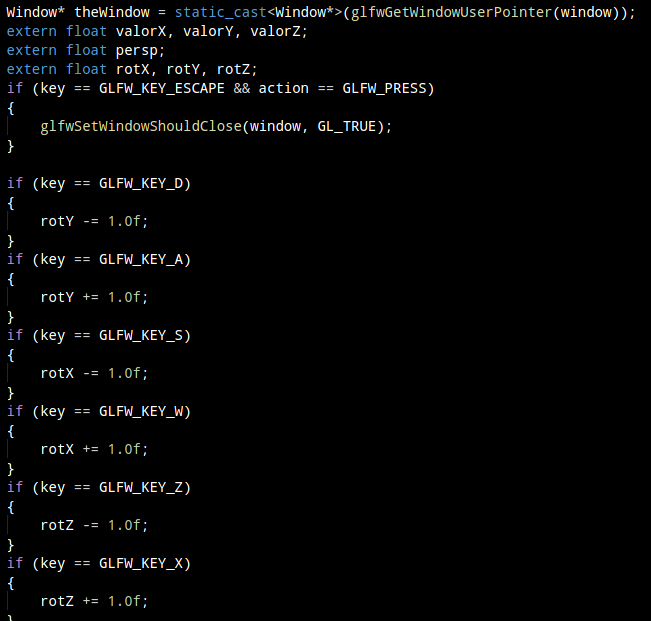 Window* theWindow = static_cast<Window*>(glfwGetWindowUserPointer(window));
extern float valorX, valorY, valorZ;
extern float persp;
extern float rotX, rotY, rotZ;
if (key == GLFW_KEY_ESCAPE && action == GLFW_PRESS)
{
    glfwSetWindowShouldClose(window, GL_TRUE);
}

if (key == GLFW_KEY_D)
{
    rotY -= 1.0f;
}
if (key == GLFW_KEY_A)
{
    rotY += 1.0f;
}
if (key == GLFW_KEY_S)
{
    rotX -= 1.0f;
}
if (key == GLFW_KEY_W)
{
    rotX += 1.0f;
}
if (key == GLFW_KEY_Z)
{
    rotZ -= 1.0f;
}
if (key == GLFW_KEY_X)
{
    rotZ += 1.0f;
}